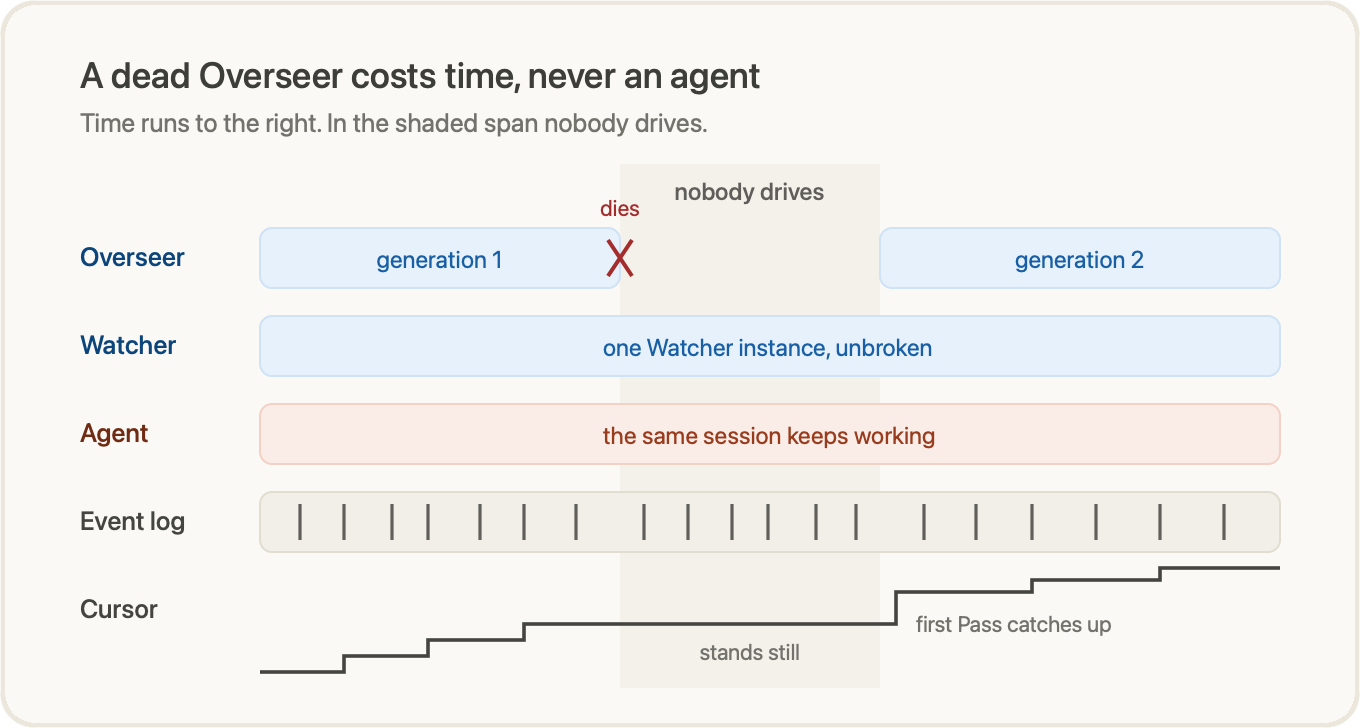 A dead Overseer costs time, never an agent
Time runs to the right. In the shaded span nobody drives.
nobody drives
dies
Overseer
generation 1
generation 2
Watcher
one Watcher instance, unbroken
Agent
the same session keeps working
Event log
Cursor
first Pass catches up
stands still